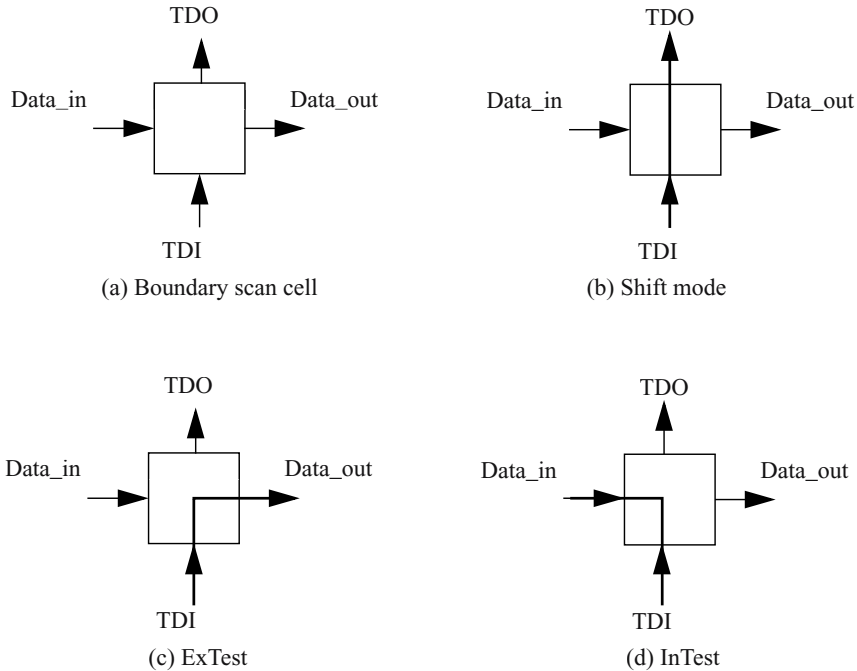 TDO
Data_in
Data_out
TDI
(a) Boundary scan cell
TDO
Data_in
Data_out
TDI
(b) Shift mode
TDO
Data_in
Data_out
TDI
(c) ExTest
TDO
Data_in
Data_out
TDI
(d) InTest